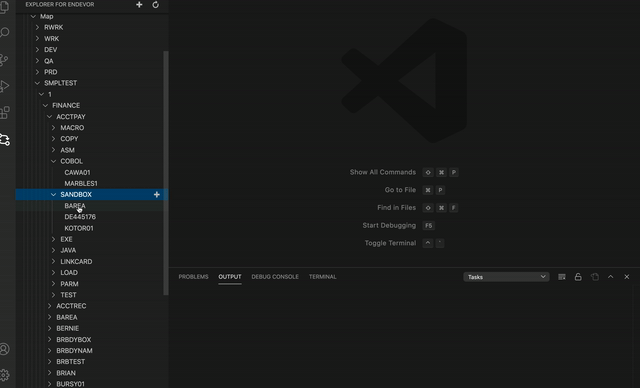 EXPLORER FOR ENDEVOR
Map
RWRK
WRK
DEV
QA
PRD
SMPLTEST
1
FINANCE
ACCTPAY
MACRO
COPY
ASM
COBOL
CAWA01
MARBLES1
SANDBOX
BAREA
DE445176
KOTOR01
EXE
JAVA
LINKCARD
LOAD
PARM
TEST
ACCTREC
BAREA
BERNIE
BRBDYBOX
BRBDYNAM
BRBTEST
BRIAN
BURSY01
Show All Commands ⇧ ⌘ P
Go to File ⌘ P
Find in Files ⇧ ⌘ F
Start Debugging F5
Toggle Terminal ^ `
PROBLEMS OUTPUT DEBUG CONSOLE TERMINAL Tasks